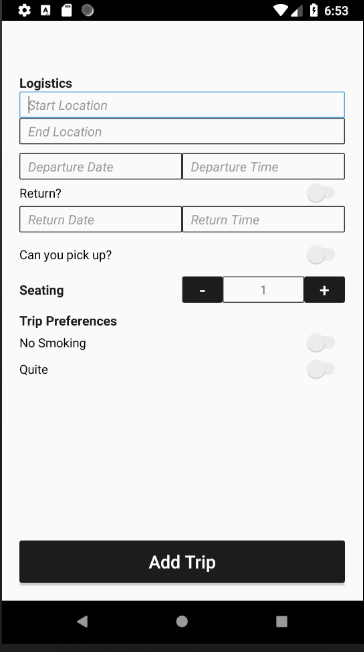 6:53
Logistics
Start Location
End Location
Departure Date Departure Time
Return?
Return Date Return Time
Can you pick up?
Seating - 1 +
Trip Preferences
No Smoking
Quite
Add Trip